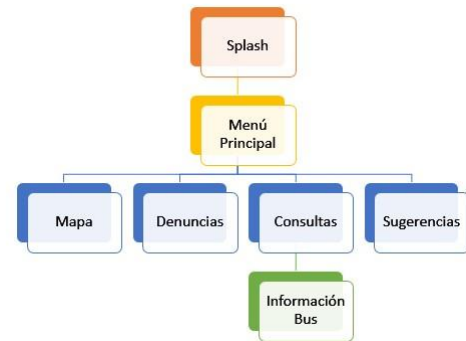 Splash
Menú
Principal
Mapa
Denuncias
Consultas
Sugerencias
Información
Bus